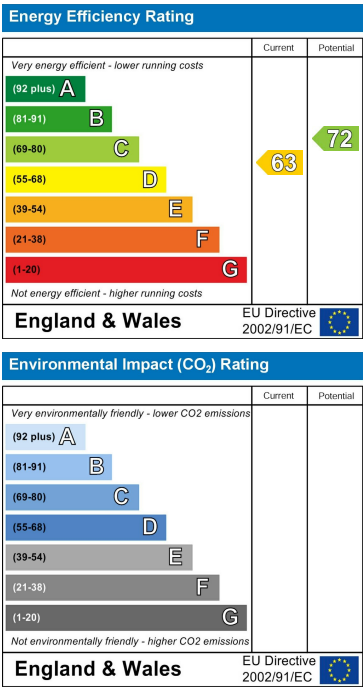 Energy Efficiency Rating
Current Potential
Very energy efficient - lower running costs
(92 plus) A
(81-91) B
(69-80) C
(55-68) D
(39-54) E
(21-38) F
(1-20) G
63
72
Not energy efficient - higher running costs
England & Wales
EU Directive
2002/91/EC
Environmental Impact (CO₂) Rating
Current Potential
Very environmentally friendly - lower CO2 emissions
(92 plus) A
(81-91) B
(69-80) C
(55-68) D
(39-54) E
(21-38) F
(1-20) G
Not environmentally friendly - higher CO2 emissions
England & Wales
EU Directive
2002/91/EC